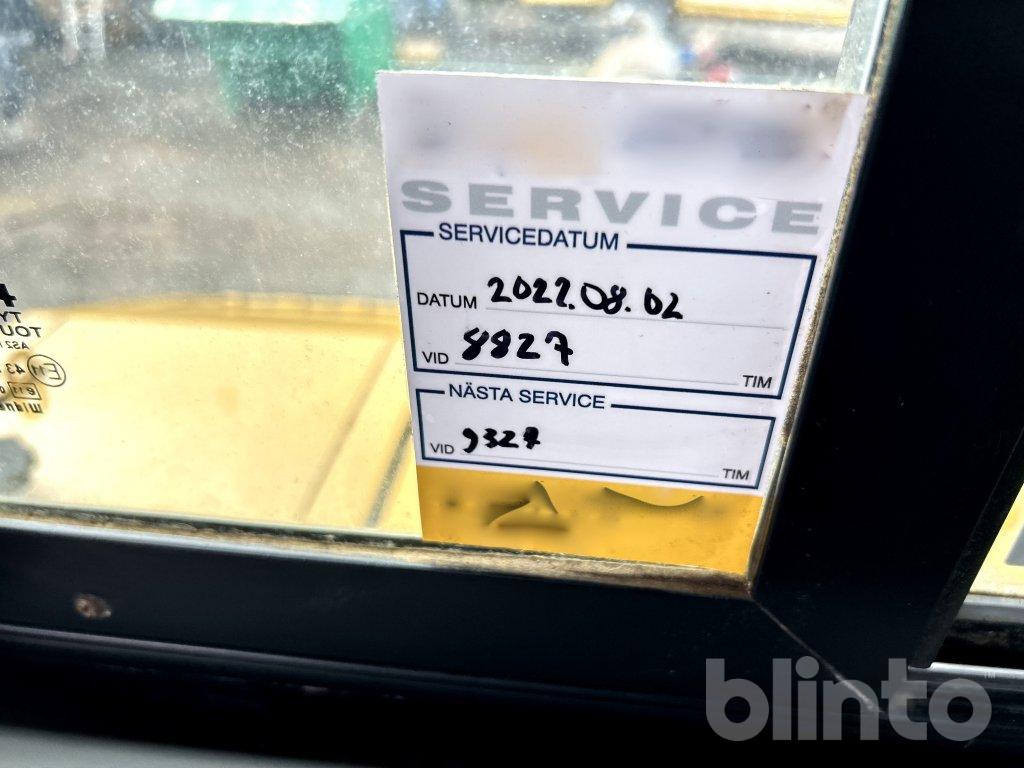 SERVICE
SERVICEDATUM
DATUM 2022.08.02
VID 8827 TIM
NÄSTA SERVICE
VID 9327 TIM
blinto